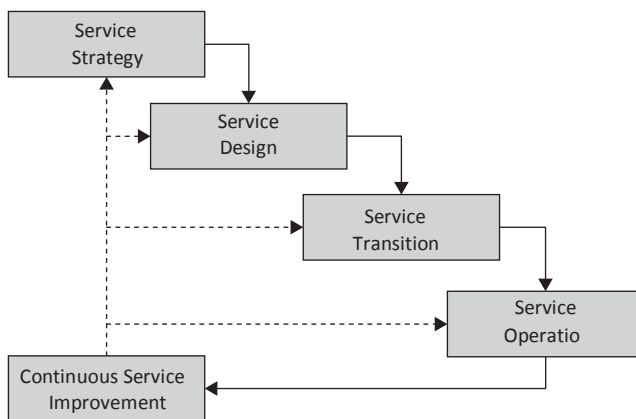 Service
Strategy
Service
Design
Service
Transition
Service
Operatio
Continuous Service
Improvement